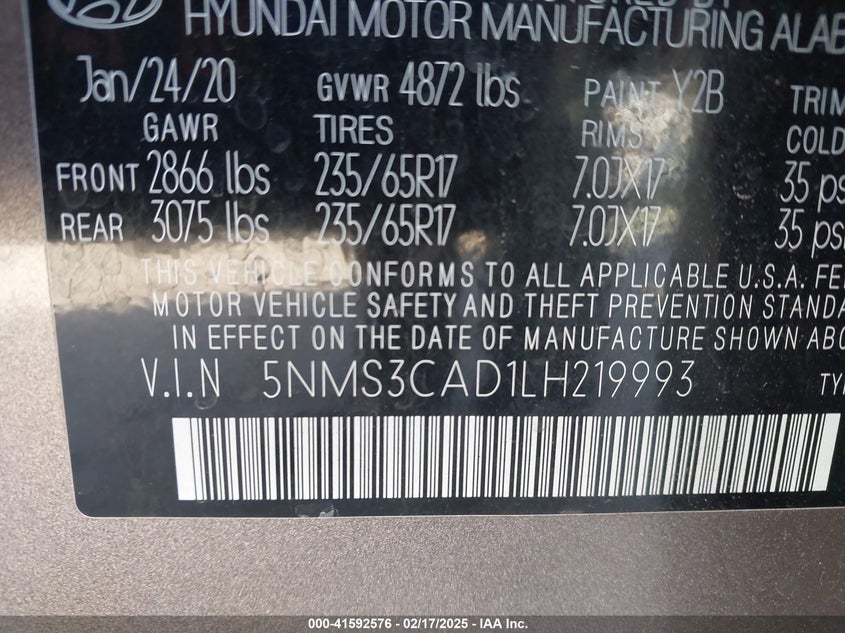 HYUNDAI MOTOR MANUFACTURING ALAB
Jan/24/20 GVWR 4872 lbs PAINT Y2B TRIM
GAWR TIRES RIMS COLD
FRONT 2866 lbs 235/65R17 7.0JX17 35 ps
REAR 3075 lbs 235/65R17 7.0JX17 35 psi
THIS VEHICLE CONFORMS TO ALL APPLICABLE U.S.A. FE
MOTOR VEHICLE SAFETY AND THEFT PREVENTION STANDA
IN EFFECT ON THE DATE OF MANUFACTURE SHOWN ABO
V.I.N 5NMS3CAD1LH219993 TY
000-41592576 - 02/17/2025 - IAA Inc.